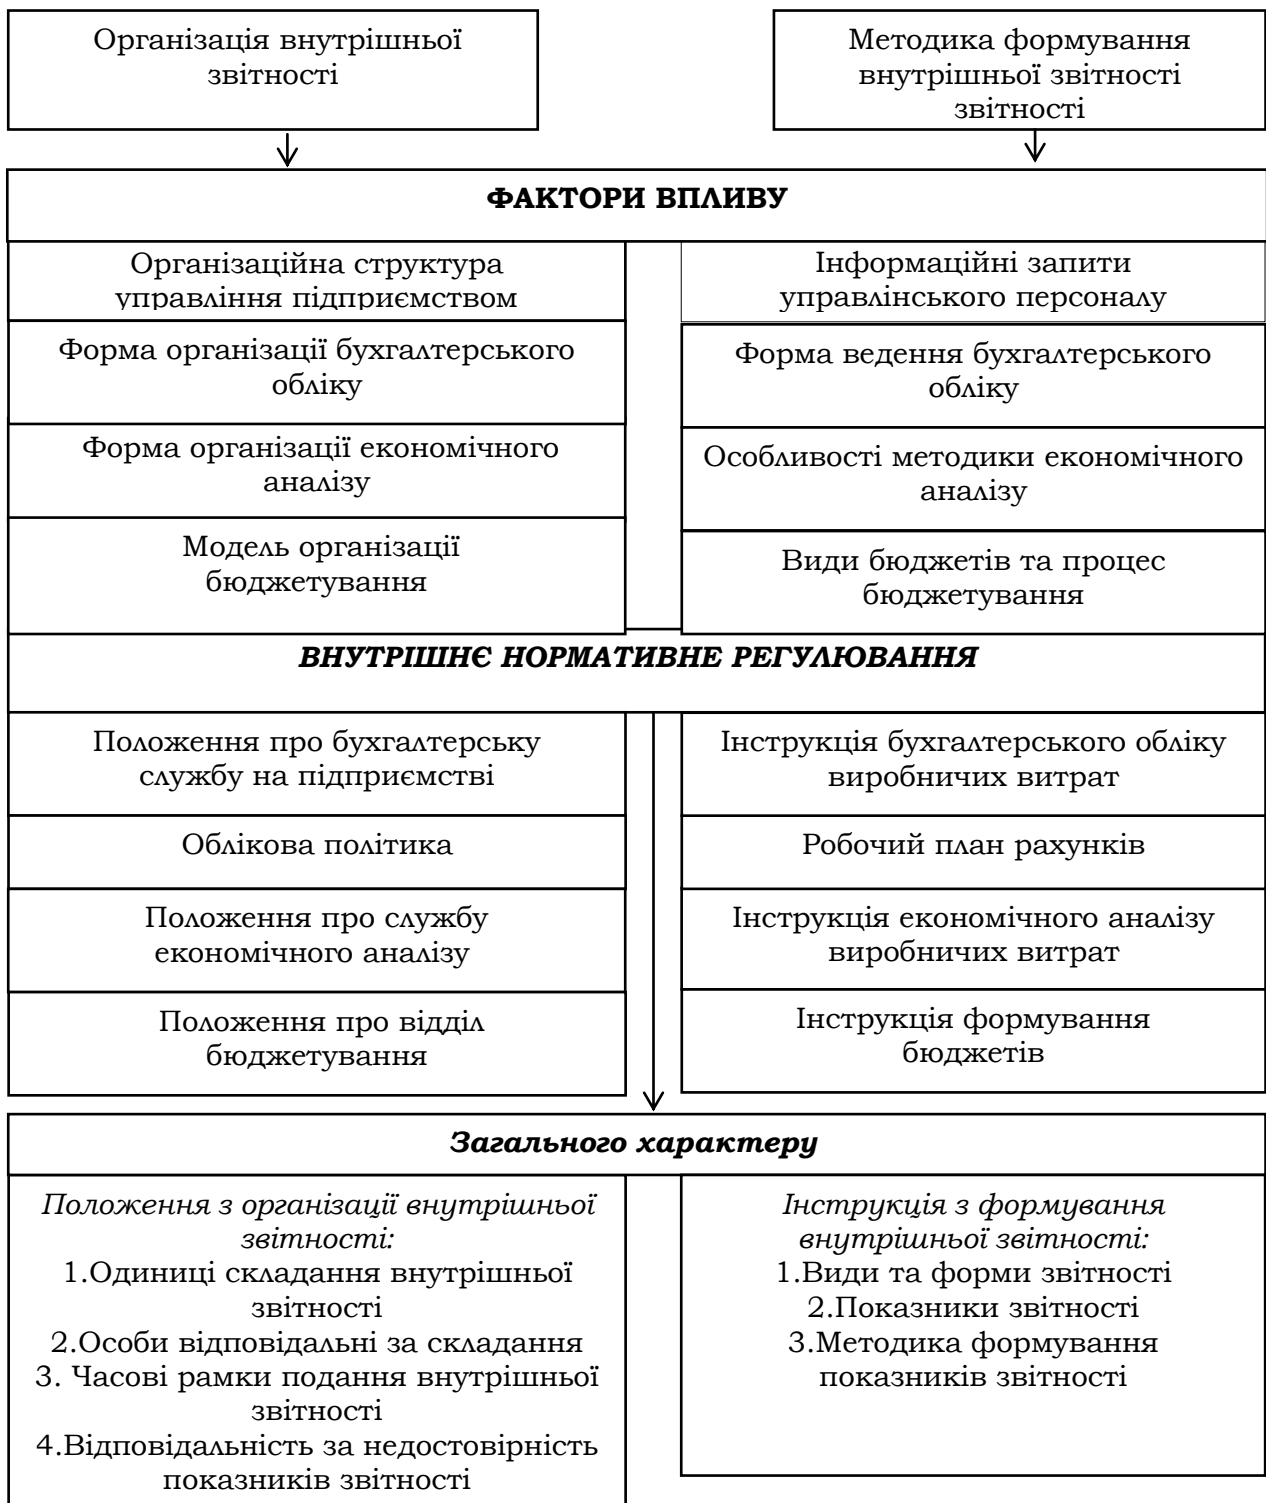 Організація внутрішньої
звітності
Методика формування
внутрішньої звітності
звітності
ФАКТОРИ ВПЛИВУ
Організаційна структура
управління підприємством
Інформаційні запити
управлінського персоналу
Форма організації бухгалтерського
обліку
Форма ведення бухгалтерського
обліку
Форма організації економічного
аналізу
Особливості методики економічного
аналізу
Модель організації
бюджетування
Види бюджетів та процес
бюджетування
ВНУТРІШНЄ НОРМАТИВНЕ РЕГУЛЮВАННЯ
Положення про бухгалтерську
службу на підприємстві
Інструкція бухгалтерського обліку
виробничих витрат
Облікова політика
Робочий план рахунків
Положення про службу
економічного аналізу
Інструкція економічного аналізу
виробничих витрат
Положення про відділ
бюджетування
Інструкція формування
бюджетів
Загального характеру
Положення з організації внутрішньої
звітності:
1.Одиниці складання внутрішньої
звітності
2.Особи відповідальні за складання
3. Часові рамки подання внутрішньої
звітності
4.Відповідальність за недостовірність
показників звітності
Інструкція з формування
внутрішньої звітності:
1.Види та форми звітності
2.Показники звітності
3.Методика формування
показників звітності